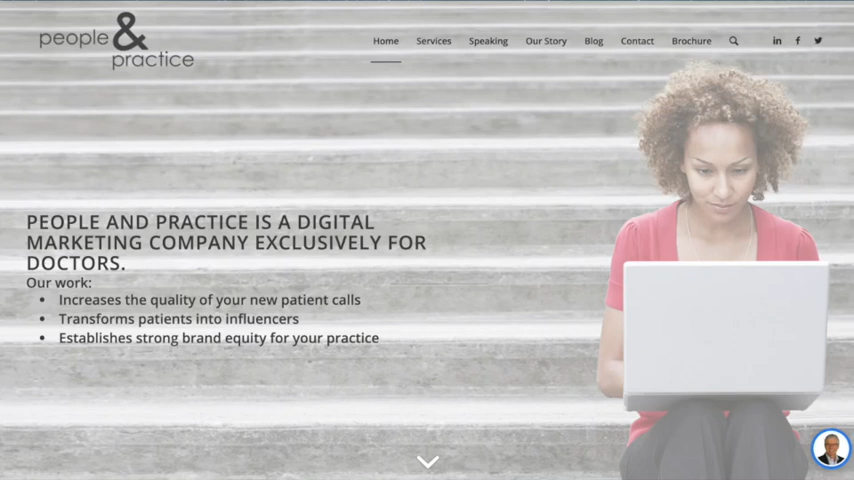 people &
practice
Home Services Speaking Our Story Blog Contact Brochure
PEOPLE AND PRACTICE IS A DIGITAL
MARKETING COMPANY EXCLUSIVELY FOR
DOCTORS.
Our work:
• Increases the quality of your new patient calls
• Transforms patients into influencers
• Establishes strong brand equity for your practice